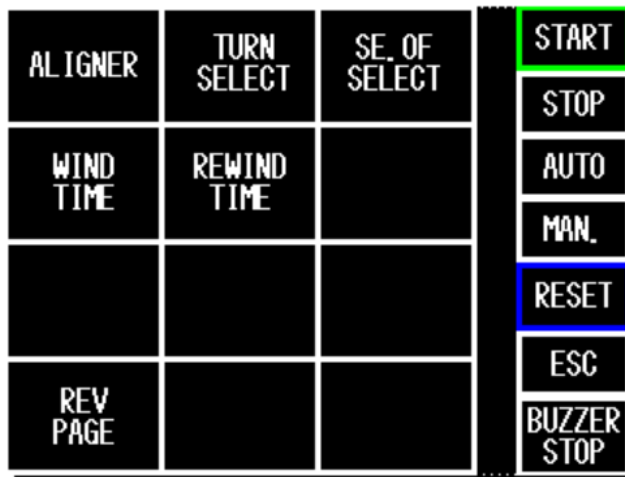 ALIGNER
TURN
SELECT
SE.OF
SELECT
WIND
TIME
REWIND
TIME
REV
PAGE
START
STOP
AUTO
MAN.
RESET
ESC
BUZZER
STOP